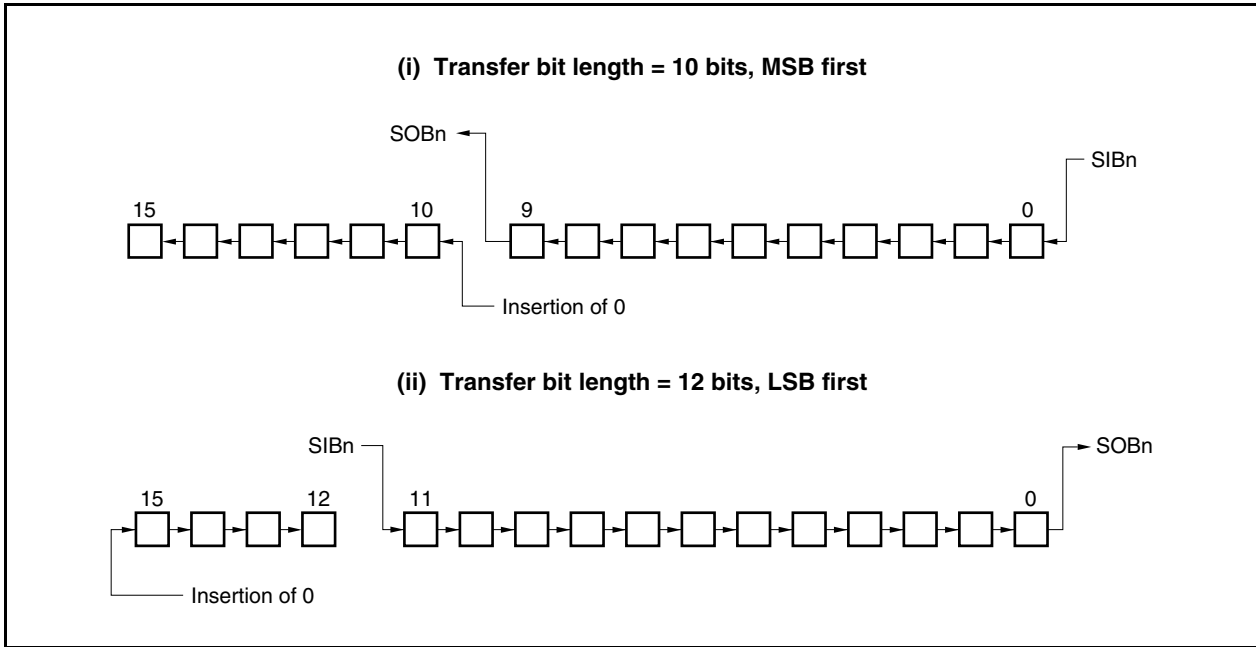 (i) Transfer bit length = 10 bits, MSB first
SOBn
SIBn
15 10 9 0
Insertion of 0
(ii) Transfer bit length = 12 bits, LSB first
SIBn
SOBn
15 12 11 0
Insertion of 0